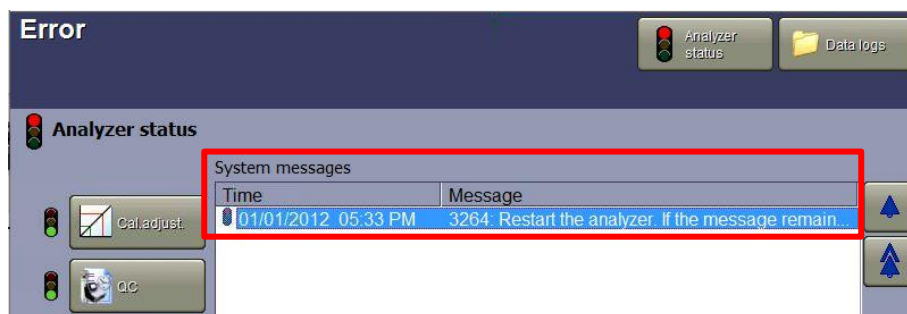 Error
Analyzer
status
Data logs
Analyzer status
System messages
Time Message
01/01/2012 05:33 PM 3264: Restart the analyzer. If the message remain...
Cal.adjust.
QC